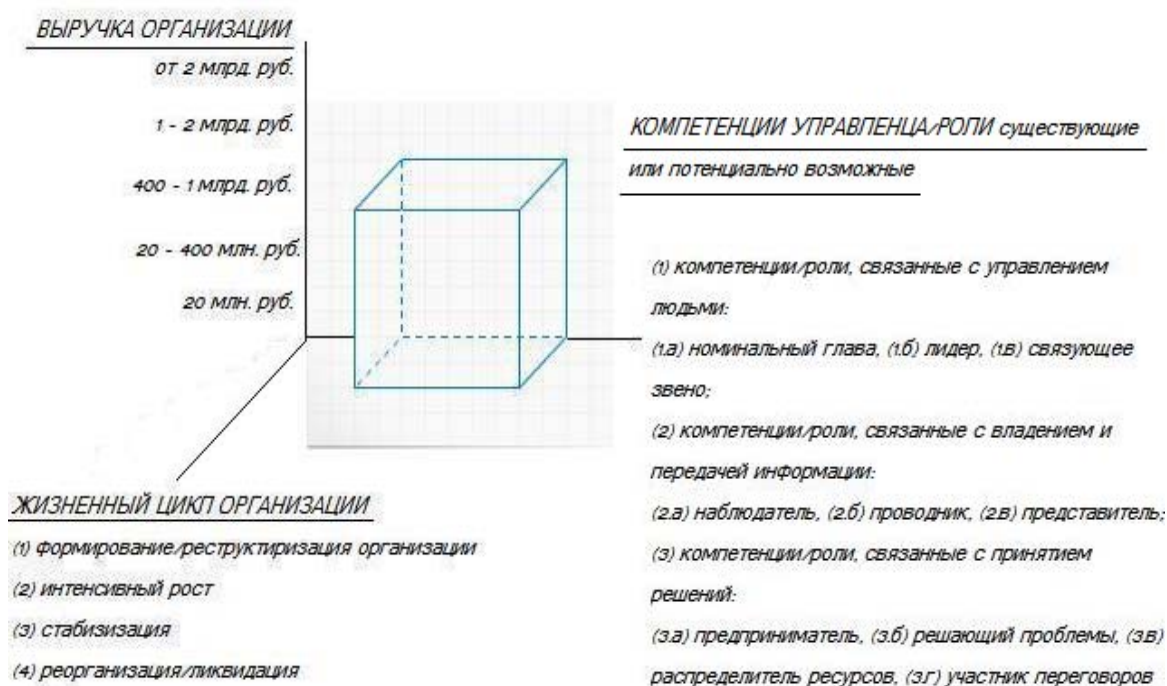 ВЫРУЧКА ОРГАНИЗАЦИИ
от 2 млрд. руб.
1 - 2 млрд. руб.
400 - 1 млрд. руб.
20 - 400 млн. руб.
20 млн. руб.
КОМПЕТЕНЦИИ УПРАВЛЕНЦА/РОЛИ существующие
или потенциально возможные
(1) компетенции/роли, связанные с управлением
людьми:
(1.а) номинальный глава, (1.б) лидер, (1.в) связующее
звено;
(2) компетенции/роли, связанные с владением и
передачей информации:
(2.а) наблюдатель, (2.б) проводник, (2.в) представитель;
(3) компетенции/роли, связанные с принятием
решений:
(3.а) предприниматель, (3.б) решающий проблемы, (3.в)
распределитель ресурсов, (3.г) участник переговоров
ЖИЗНЕННЫЙ ЦИКЛ ОРГАНИЗАЦИИ
(1) формирование/реструктиризация организации
(2) интенсивный рост
(3) стабизизация
(4) реорганизация/ликвидация